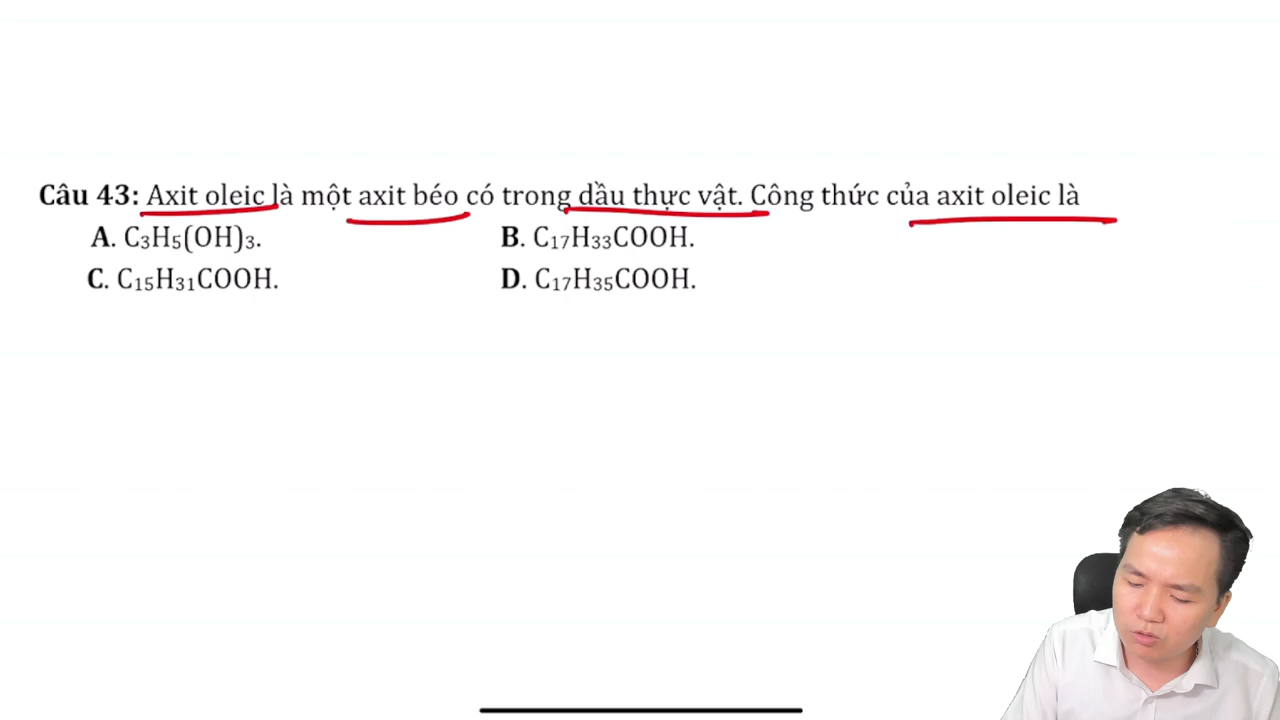 Câu 43: Axit oleic là một axit béo có trong dầu thực vật. Công thức của axit oleic là
A. C₃H₅(OH)₃. B. C₁₇H₃₃COOH.
C. C₁₅H₃₁COOH. D. C₁₇H₃₅COOH.